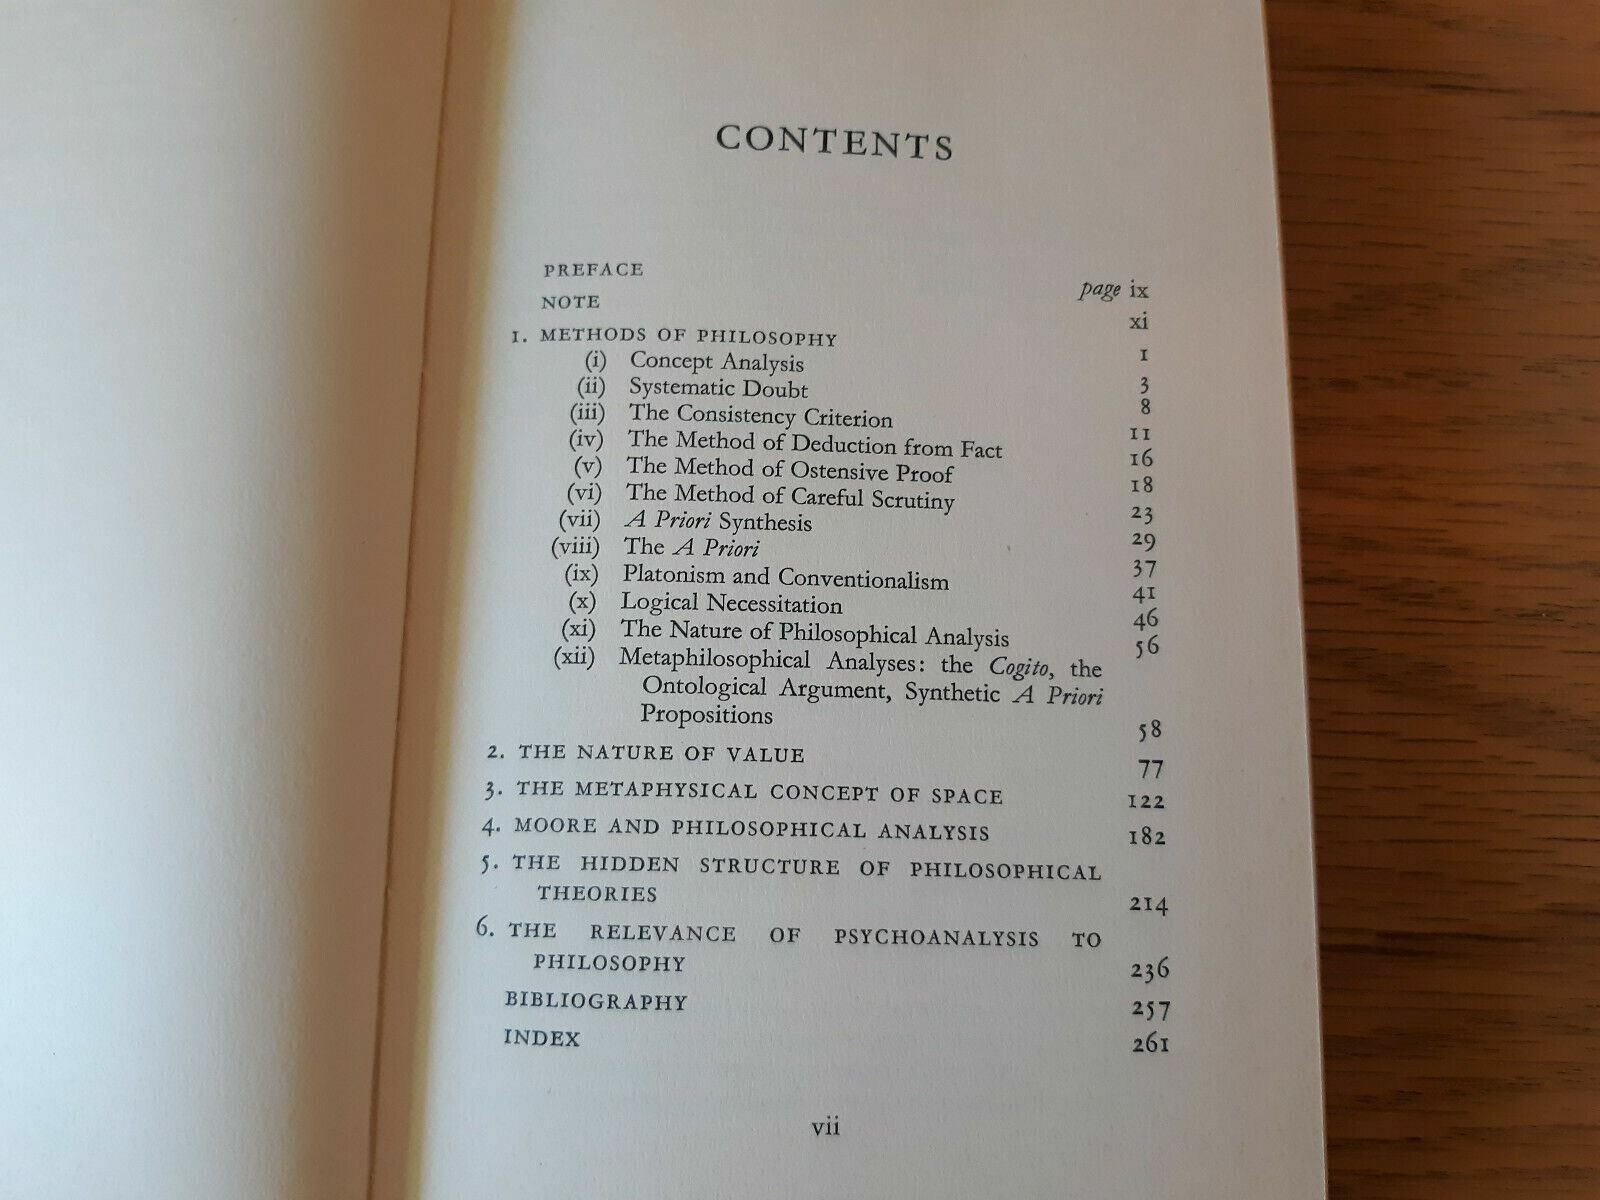 CONTENTS
PREFACE page ix
NOTE xi
1. METHODS OF PHILOSOPHY 1
(i) Concept Analysis 3
(ii) Systematic Doubt 8
(iii) The Consistency Criterion 11
(iv) The Method of Deduction from Fact 16
(v) The Method of Ostensive Proof 18
(vi) The Method of Careful Scrutiny 23
(vii) A Priori Synthesis 29
(viii) The A Priori 37
(ix) Platonism and Conventionalism 41
(x) Logical Necessitation 46
(xi) The Nature of Philosophical Analysis 56
(xii) Metaphilosophical Analyses: the Cogito, the
Ontological Argument, Synthetic A Priori
Propositions 58
2. THE NATURE OF VALUE 77
3. THE METAPHYSICAL CONCEPT OF SPACE 122
4. MOORE AND PHILOSOPHICAL ANALYSIS 182
5. THE HIDDEN STRUCTURE OF PHILOSOPHICAL
THEORIES 214
6. THE RELEVANCE OF PSYCHOANALYSIS TO
PHILOSOPHY 236
BIBLIOGRAPHY 257
INDEX 261
vii